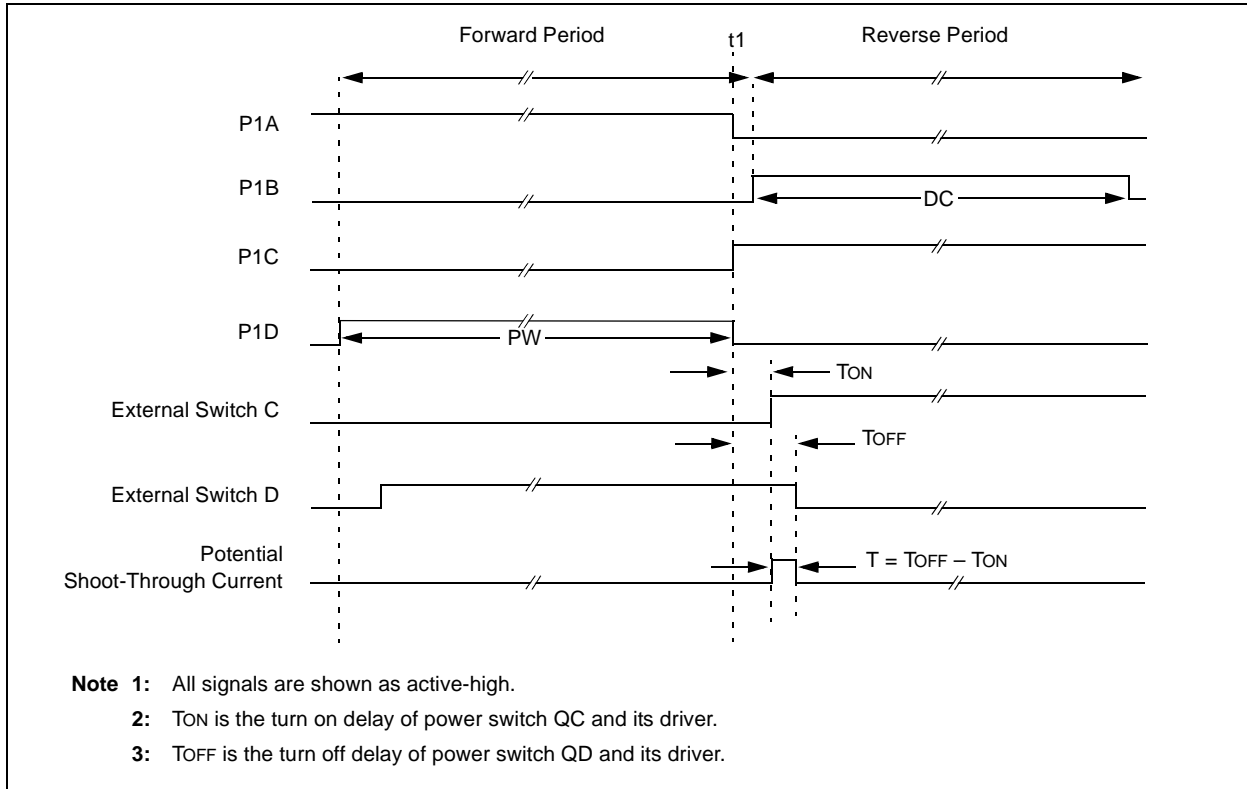 Forward Period
t1
Reverse Period
P1A
P1B
DC
P1C
P1D
PW
TON
External Switch C
TOFF
External Switch D
Potential
Shoot-Through Current
T = TOFF – TON
Note 1: All signals are shown as active-high.
2: TON is the turn on delay of power switch QC and its driver.
3: TOFF is the turn off delay of power switch QD and its driver.